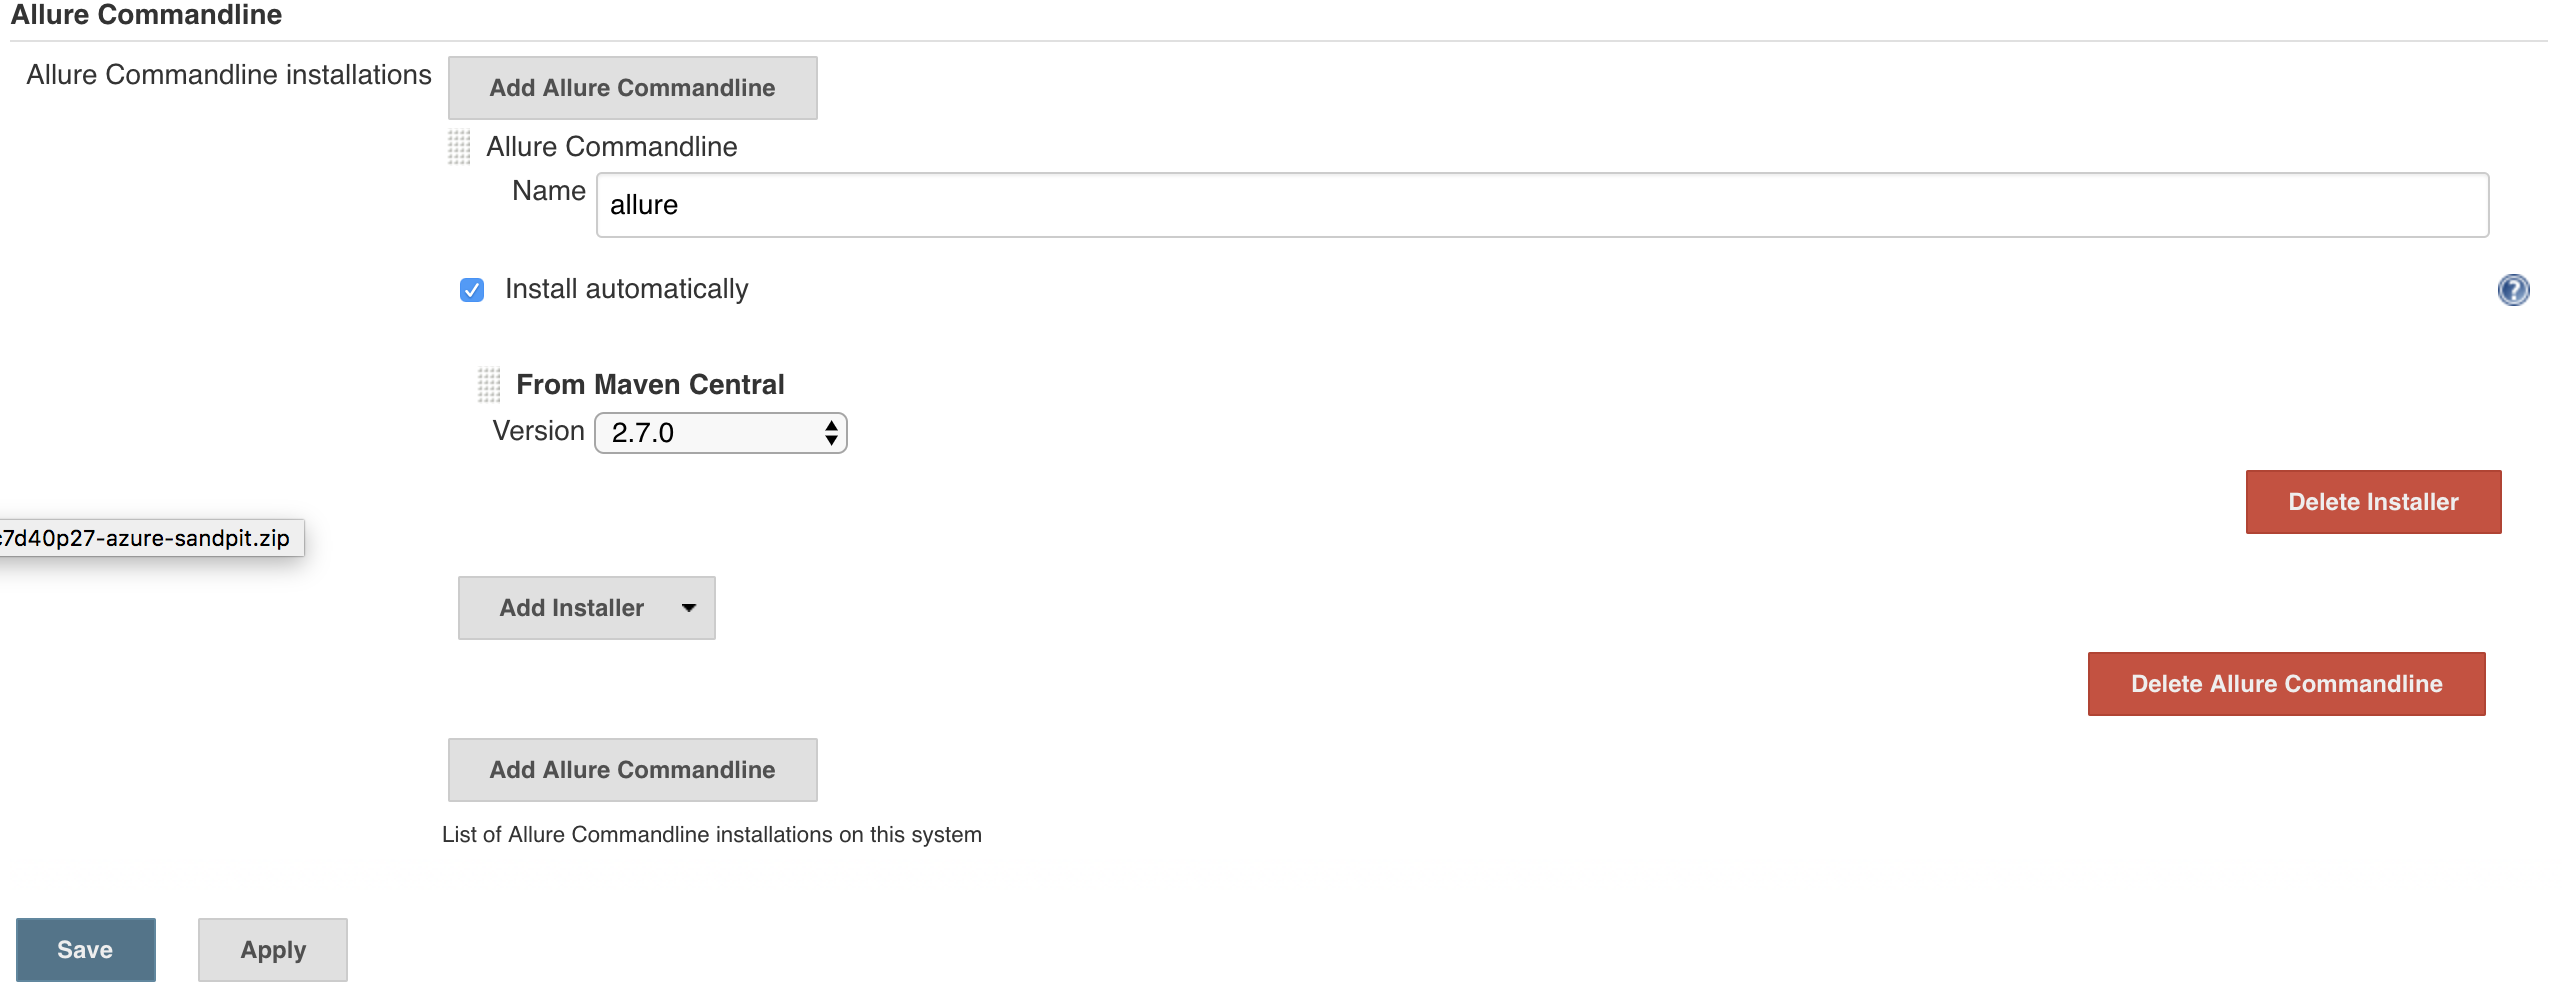 Allure Commandline
Allure Commandline installations
Add Allure Commandline
Allure Commandline
Name
allure
Install automatically
?
From Maven Central
Version
2.7.0
Delete Installer
7d40p27-azure-sandpit.zip
Add Installer
Delete Allure Commandline
Add Allure Commandline
List of Allure Commandline installations on this system
Save
Apply